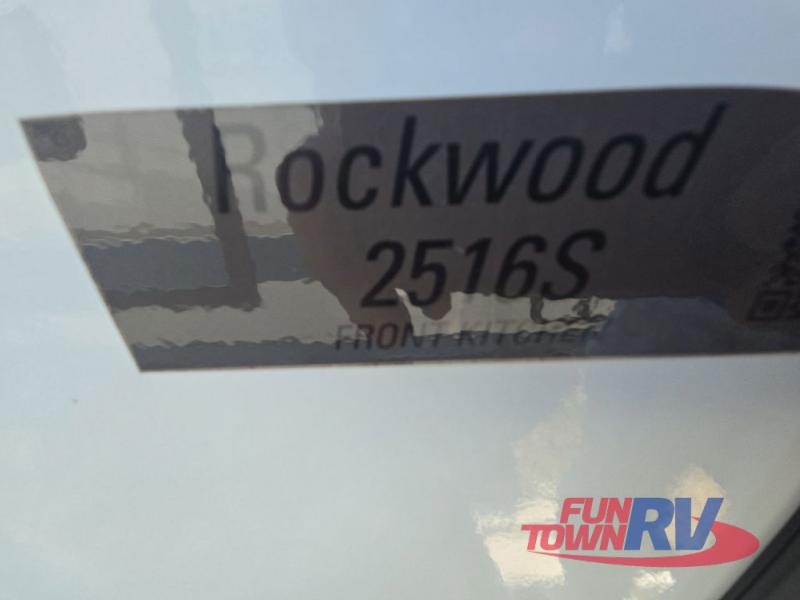 Rockwood
2516S
FRONT KITCHEN
FUN
TOWN RV